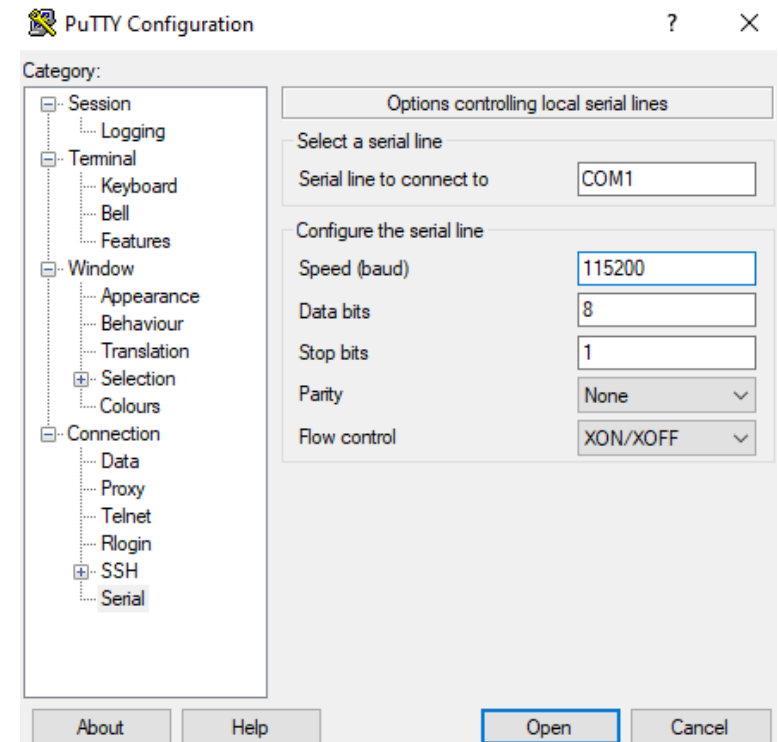 PuTTY Configuration
?
Category:
Session
Logging
Terminal
Keyboard
Bell
Features
Window
Appearance
Behaviour
Translation
Selection
Colours
Connection
Data
Proxy
Telnet
Rlogin
SSH
Serial
Options controlling local serial lines
Select a serial line
Serial line to connect to COM1
Configure the serial line
Speed (baud) 115200
Data bits 8
Stop bits 1
Parity None
Flow control XON/XOFF
About Help Open Cancel